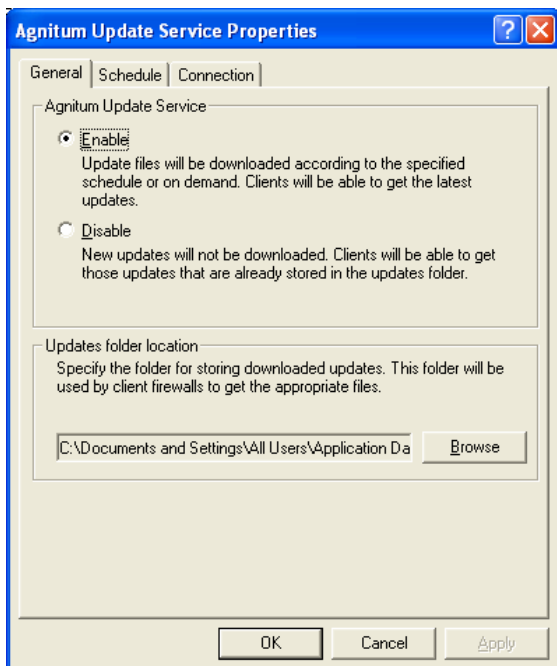 Agnitum Update Service Properties
General Schedule Connection
Agnitum Update Service
Enable
Update files will be downloaded according to the specified
schedule or on demand. Clients will be able to get the latest
updates.
Disable
New updates will not be downloaded. Clients will be able to get
those updates that are already stored in the updates folder.
Updates folder location
Specify the folder for storing downloaded updates. This folder will be
used by client firewalls to get the appropriate files.
C:\Documents and Settings\All Users\Application Da
Browse
OK Cancel Apply